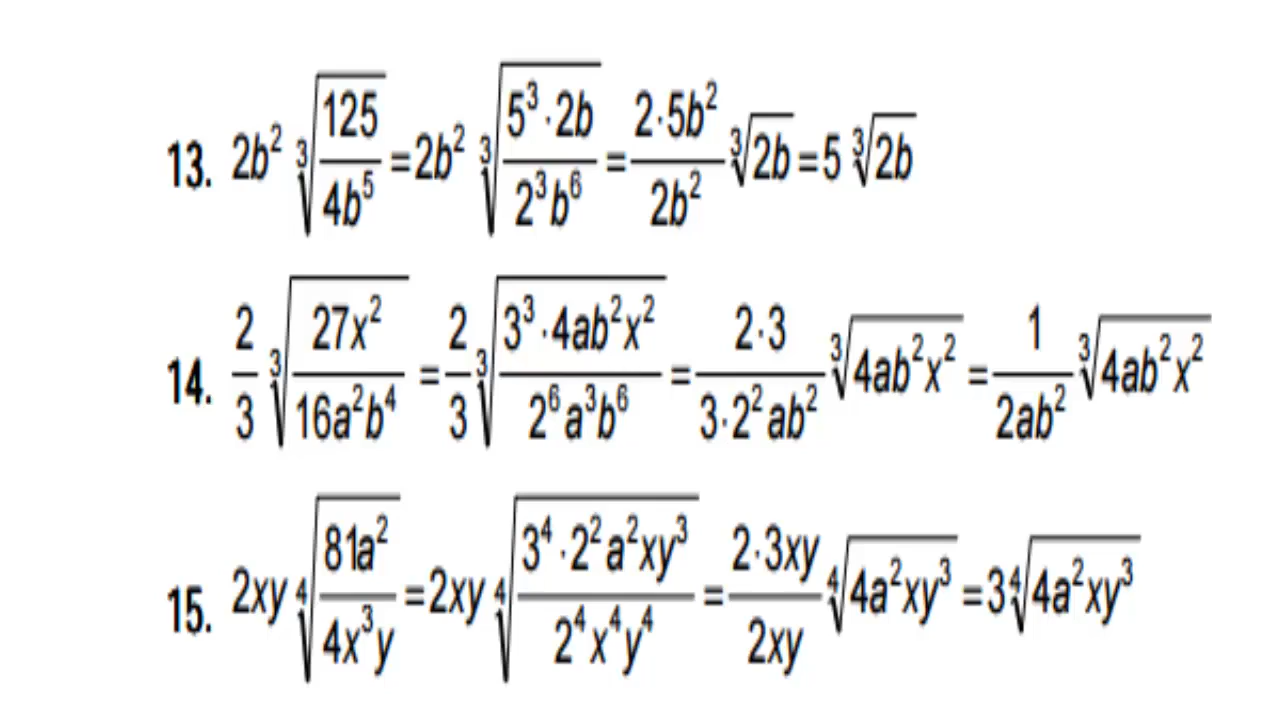 13. 2b² ∛(125/4b⁵) = 2b² ∛(5³·2b/2³b⁶) = 2·5b²/2b² ∛(2b) = 5 ∛(2b)
14. 2/3 ∛(27x²/16a²b⁴) = 2/3 ∛(3³·4ab²x²/2⁶a³b⁶) = 2·3/3·2²ab² ∛(4ab²x²) = 1/2ab² ∛(4ab²x²)
15. 2xy ∜(81a²/4x³y) = 2xy ∜(3⁴·2²a²xy³/2⁴x⁴y⁴) = 2·3xy/2xy ∜(4a²xy³) = 3∜(4a²xy³)